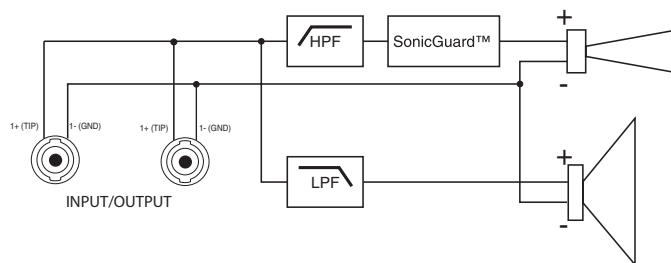 HPF
SonicGuard™
+
-
1+ (TIP)
1- (GND)
1+ (TIP)
1- (GND)
INPUT/OUTPUT
LPF
+
-